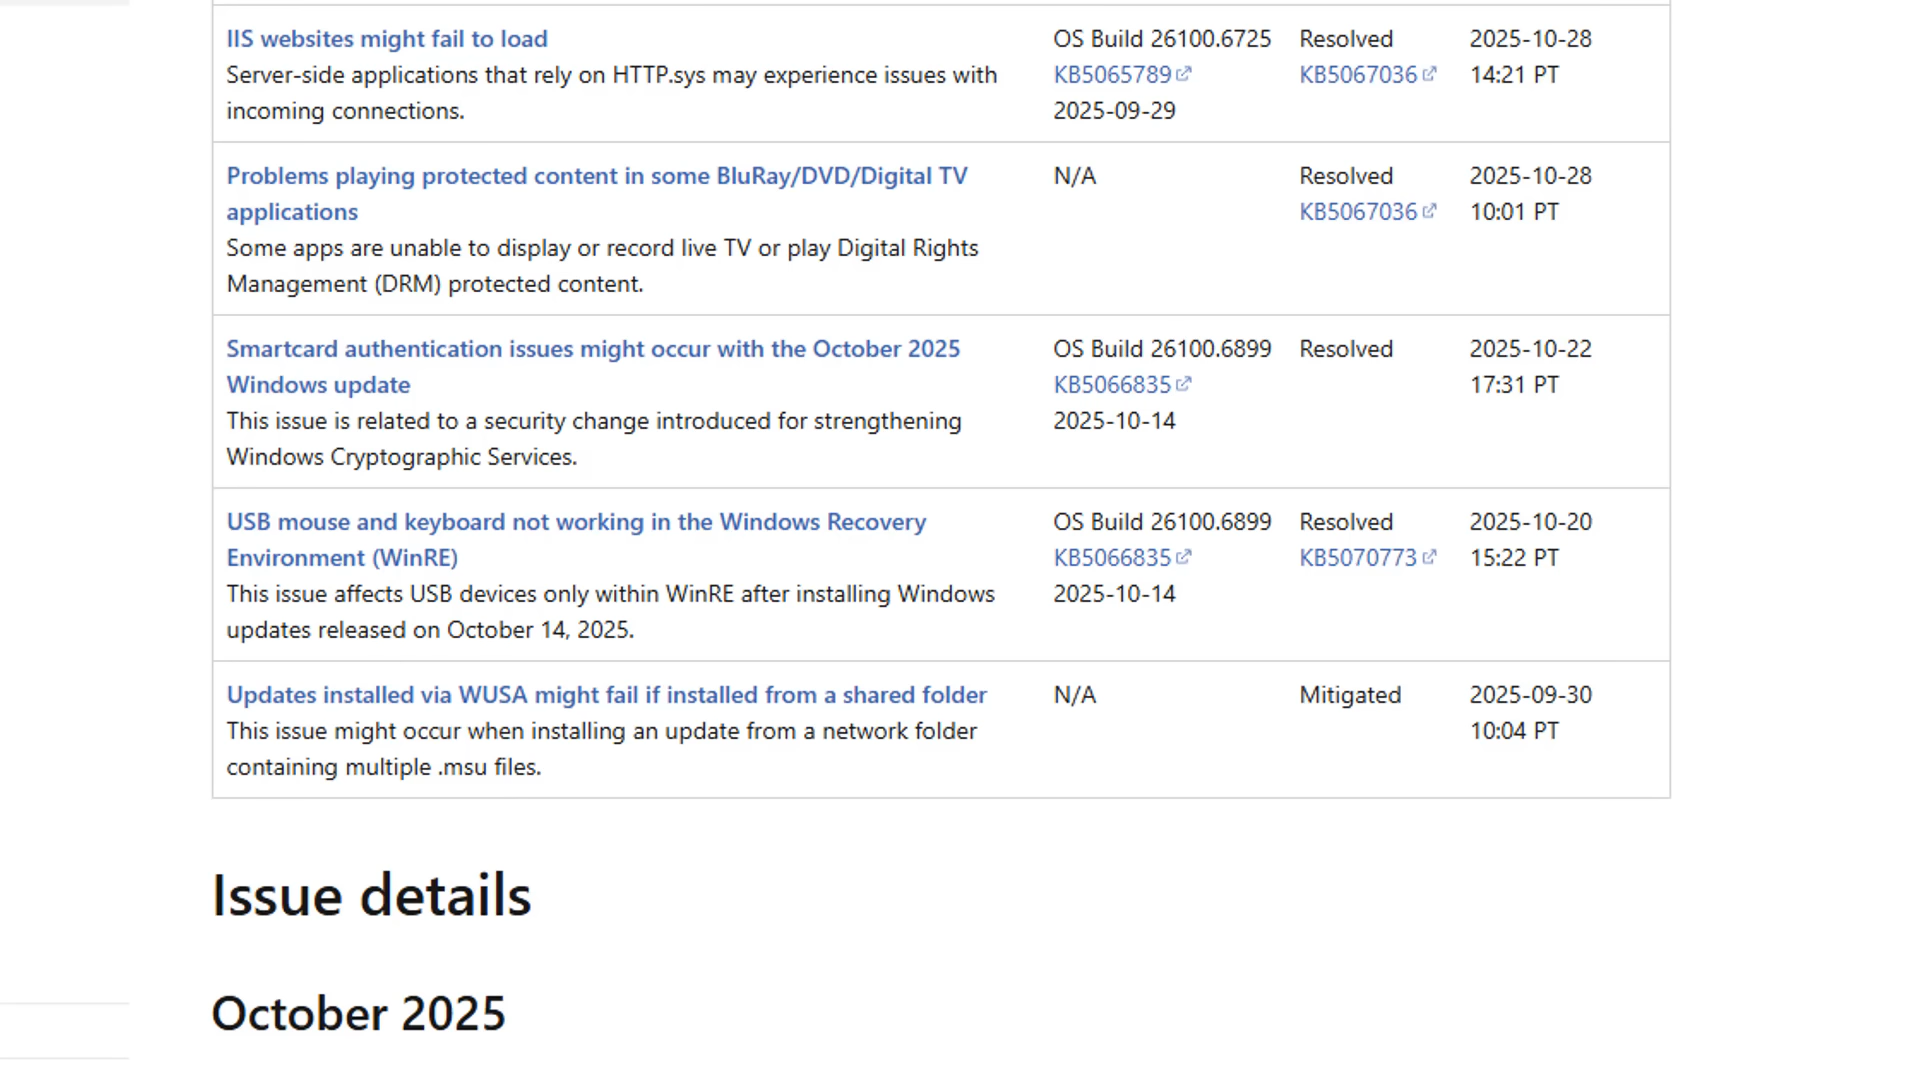 IIS websites might fail to load
Server-side applications that rely on HTTP.sys may experience issues with
incoming connections.
OS Build 26100.6725
KB5065789
2025-09-29
Resolved
KB5067036
2025-10-28
14:21 PT
Problems playing protected content in some BluRay/DVD/Digital TV
applications
Some apps are unable to display or record live TV or play Digital Rights
Management (DRM) protected content.
N/A
Resolved
KB5067036
2025-10-28
10:01 PT
Smartcard authentication issues might occur with the October 2025
Windows update
This issue is related to a security change introduced for strengthening
Windows Cryptographic Services.
OS Build 26100.6899
KB5066835
2025-10-14
Resolved
2025-10-22
17:31 PT
USB mouse and keyboard not working in the Windows Recovery
Environment (WinRE)
This issue affects USB devices only within WinRE after installing Windows
updates released on October 14, 2025.
OS Build 26100.6899
KB5066835
2025-10-14
Resolved
KB5070773
2025-10-20
15:22 PT
Updates installed via WUSA might fail if installed from a shared folder
This issue might occur when installing an update from a network folder
containing multiple .msu files.
N/A
Mitigated
2025-09-30
10:04 PT
Issue details
October 2025